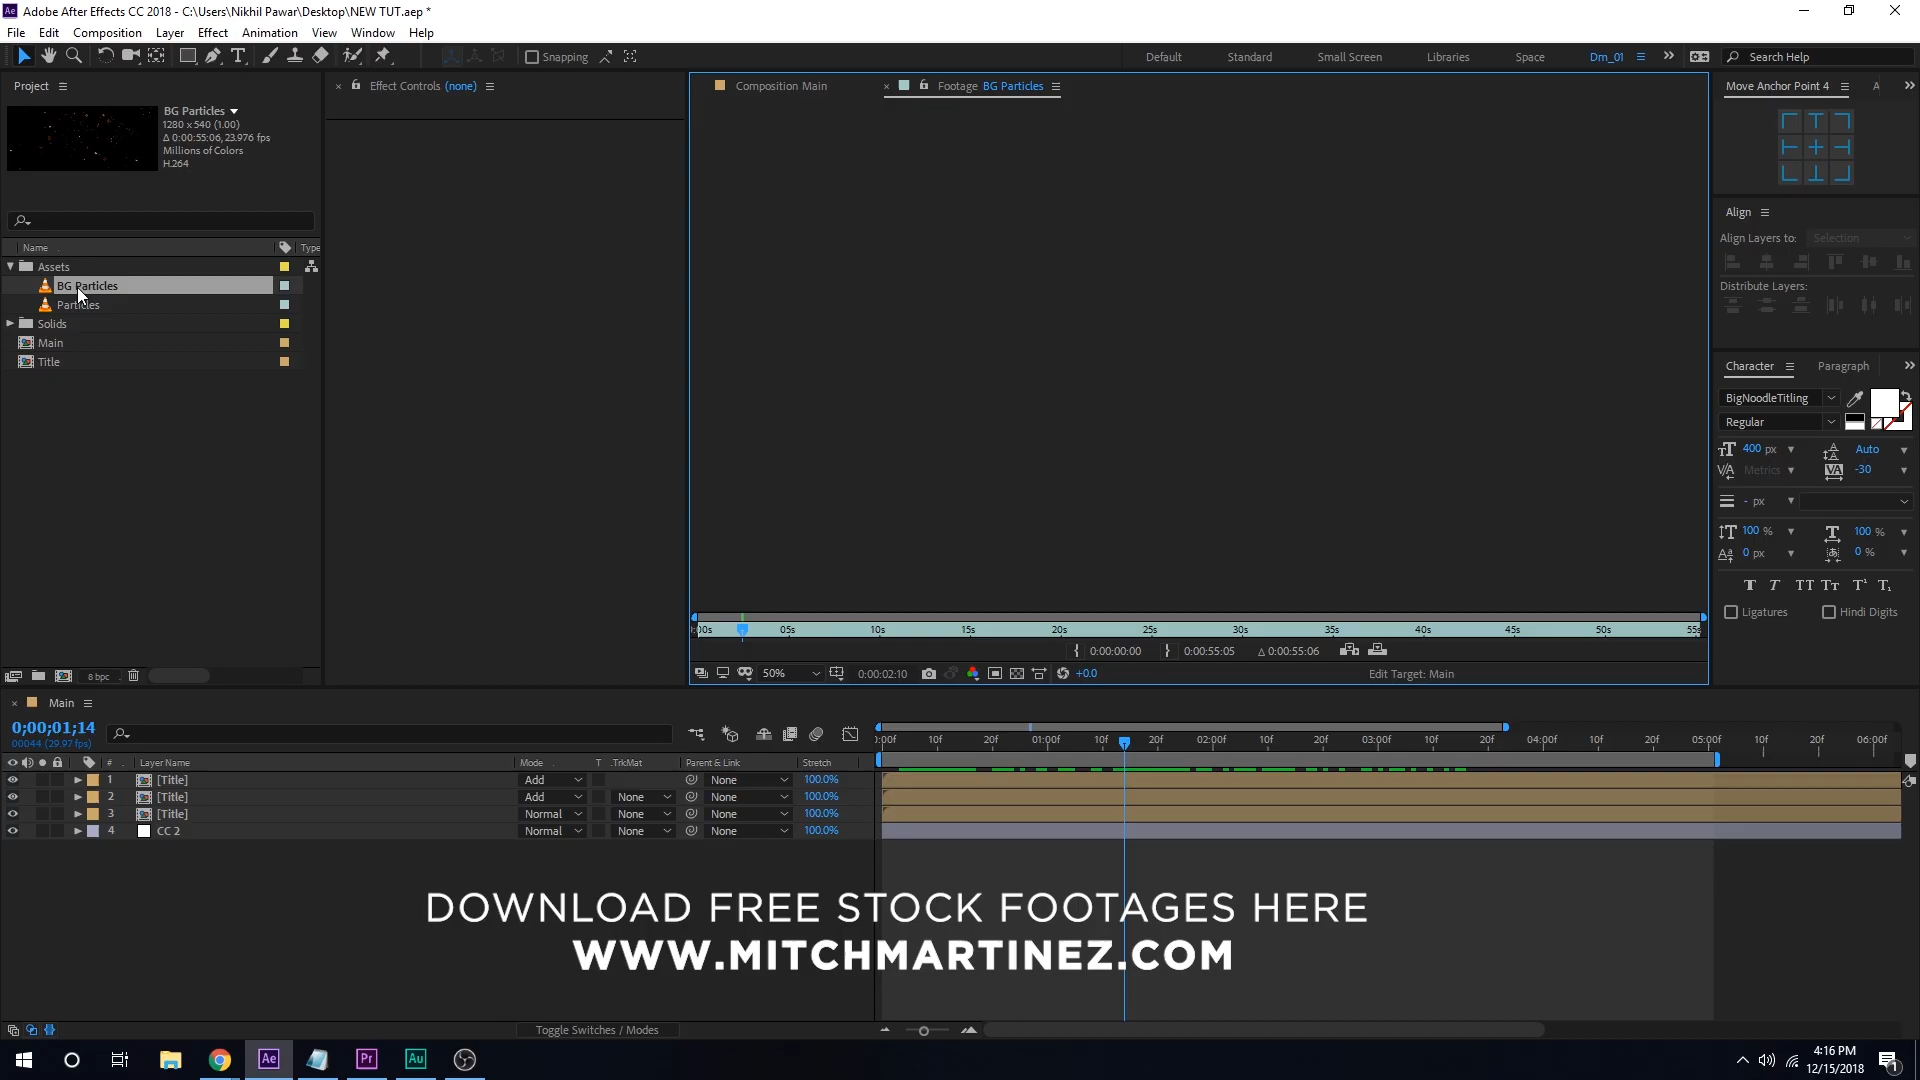 Adobe After Effects CC 2018 - C:\Users\Nikhil Pawar\Desktop\NEW TUT.aep *
File Edit Composition Layer Effect Animation View Window Help
Snapping Default Standard Small Screen Libraries Space Dm_01 Search Help
Project
BG Particles
1280 x 540 (1.00)
Δ 0:00:55:06, 23.976 fps
Millions of Colors
H.264
Name Type
Assets
BG Particles
Particles
Solids
Main
Title
8 bpc
Effect Controls (none)
Composition Main Footage BG Particles
05s 10s 15s 20s 25s 30s 35s 40s 45s 50s
0:00:00:00 0:00:55:05 Δ 0:00:55:06
50% 0:00:02:10 +0.0 Edit Target: Main
Move Anchor Point 4
Align
Align Layers to: Selection
Distribute Layers:
Character Paragraph
BigNoodleTitling
Regular
400 px Auto
Metrics -30
- px
100 % 100 %
0 px 0 %
T T TT Tr T¹ T₁
Ligatures Hindi Digits
Main
0;00;01;14
00044 (29.97 fps)
:00f 10f 20f 01:00f 10f 20f 02:00f 10f 20f 03:00f 10f 20f 04:00f 10f 20f 05:00f 10f 20f 06:00f
# Layer Name Mode T .TrkMat Parent & Link Stretch
1 [Title] Add None 100.0%
2 [Title] Add None None 100.0%
3 [Title] Normal None None 100.0%
4 CC 2 Normal None None 100.0%
DOWNLOAD FREE STOCK FOOTAGES HERE
WWW.MITCHMARTINEZ.COM
Toggle Switches / Modes
Ae Pr Au
4:16 PM
12/15/2018
1